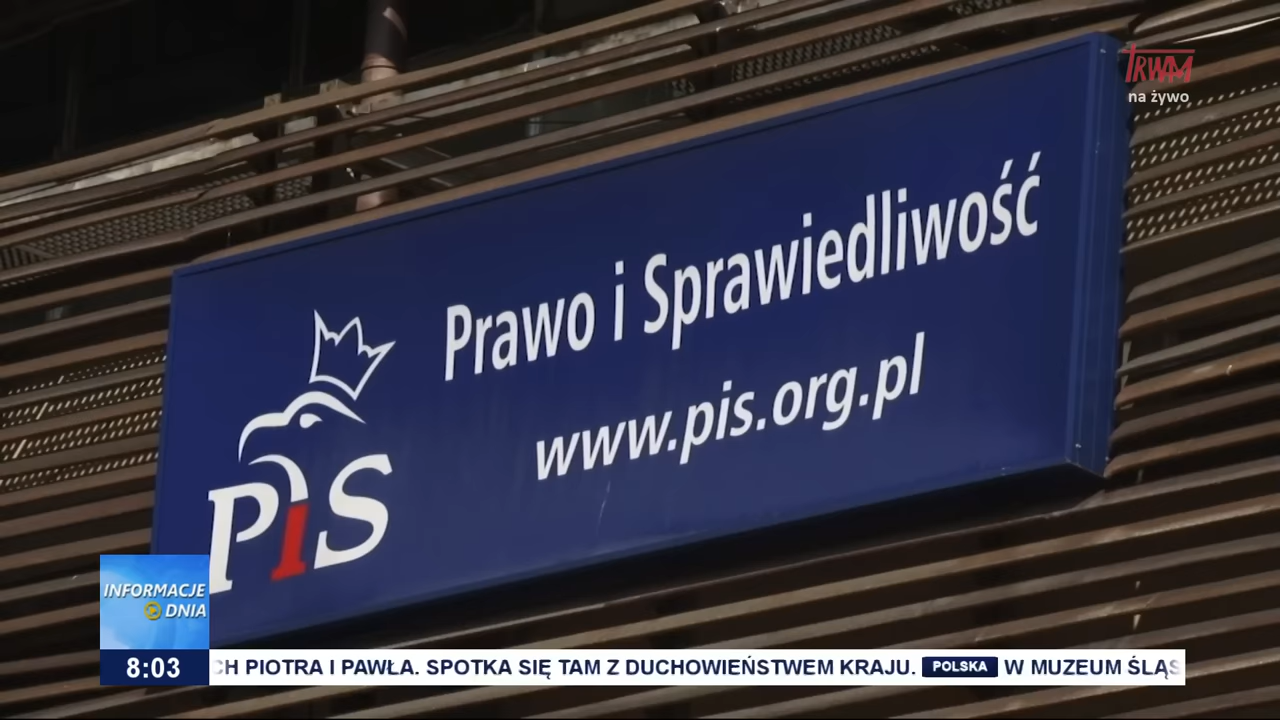 TRWAM
na żywo
Prawo i Sprawiedliwość
www.pis.org.pl
PiS
INFORMACJE
DNIA
8:03
CH PIOTRA I PAWŁA. SPOTKA SIĘ TAM Z DUCHOWIEŃSTWEM KRAJU. POLSKA W MUZEUM ŚLĄS